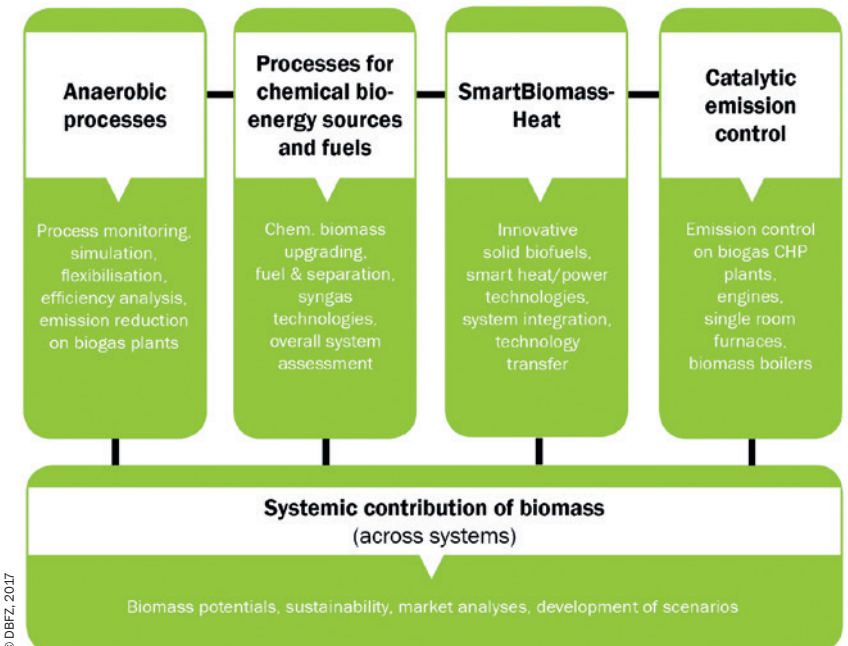 Anaerobic
processes
Process monitoring,
simulation,
flexibilisation,
efficiency analysis,
emission reduction
on biogas plants
Processes for
chemical bio-
energy sources
and fuels
Chem. biomass
upgrading,
fuel & separation,
syngas
technologies,
overall system
assessment
SmartBiomass-
Heat
Innovative
solid biofuels,
smart heat/power
technologies,
system integration,
technology
transfer
Catalytic
emission
control
Emission control
on biogas CHP
plants,
engines,
single room
furnaces,
biomass boilers
Systemic contribution of biomass
(across systems)
Biomass potentials, sustainability, market analyses, development of scenarios
© DBFZ, 2017